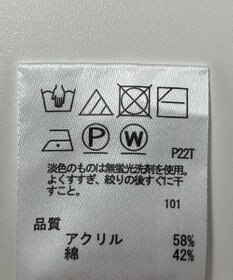 P W P22T
淡色のものは無蛍光洗剤を使用。
よくすすぎ、絞りの後すぐに干
すこと。
101
品質
アクリル 58%
綿 42%